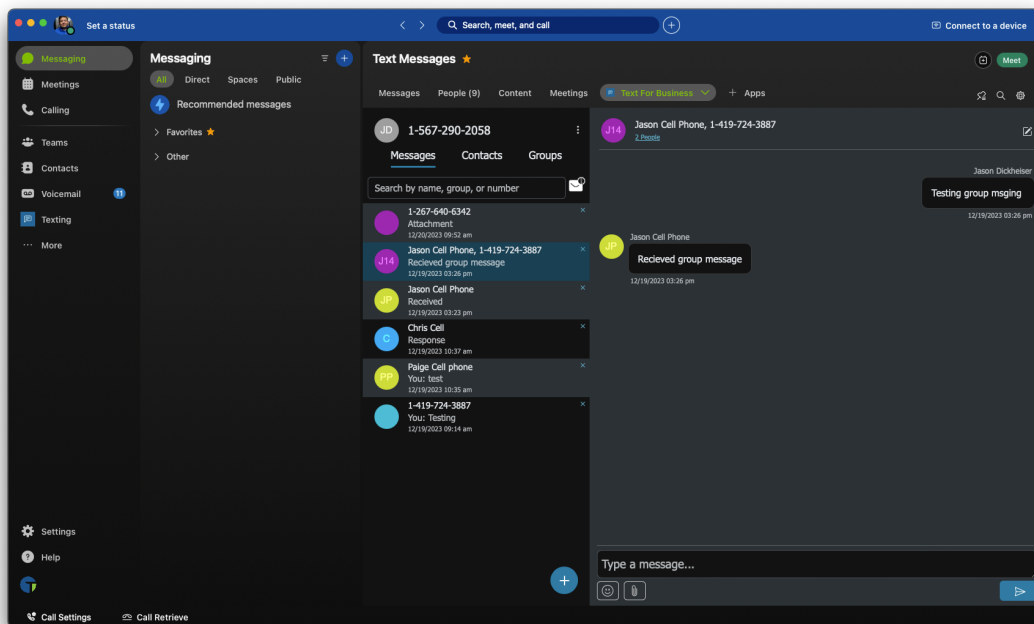 Set a status
Search, meet, and call
Connect to a device
Messaging
Meetings
Calling
Teams
Contacts
Voicemail
11
Texting
More
Settings
Help
Call Settings
Call Retrieve
Messaging
All
Direct
Spaces
Public
Recommended messages
Favorites
Other
Text Messages
Meet
Messages
People (9)
Content
Meetings
Text For Business
Apps
JD
1-567-290-2058
Messages
Contacts
Groups
Search by name, group, or number
1-267-640-6342
Attachment
12/20/2023 09:52 am
J14
Jason Cell Phone, 1-419-724-3887
Recieved group message
12/19/2023 03:26 pm
JP
Jason Cell Phone
Received
12/19/2023 03:23 pm
C
Chris Cell
Response
12/19/2023 10:37 am
PP
Paige Cell phone
You: test
12/19/2023 10:35 am
1-419-724-3887
You: Testing
12/19/2023 09:14 am
J14
Jason Cell Phone, 1-419-724-3887
2 People
Jason Dickheiser
Testing group msging
12/19/2023 03:26 pm
JP
Jason Cell Phone
Recieved group message
12/19/2023 03:26 pm
Type a message...